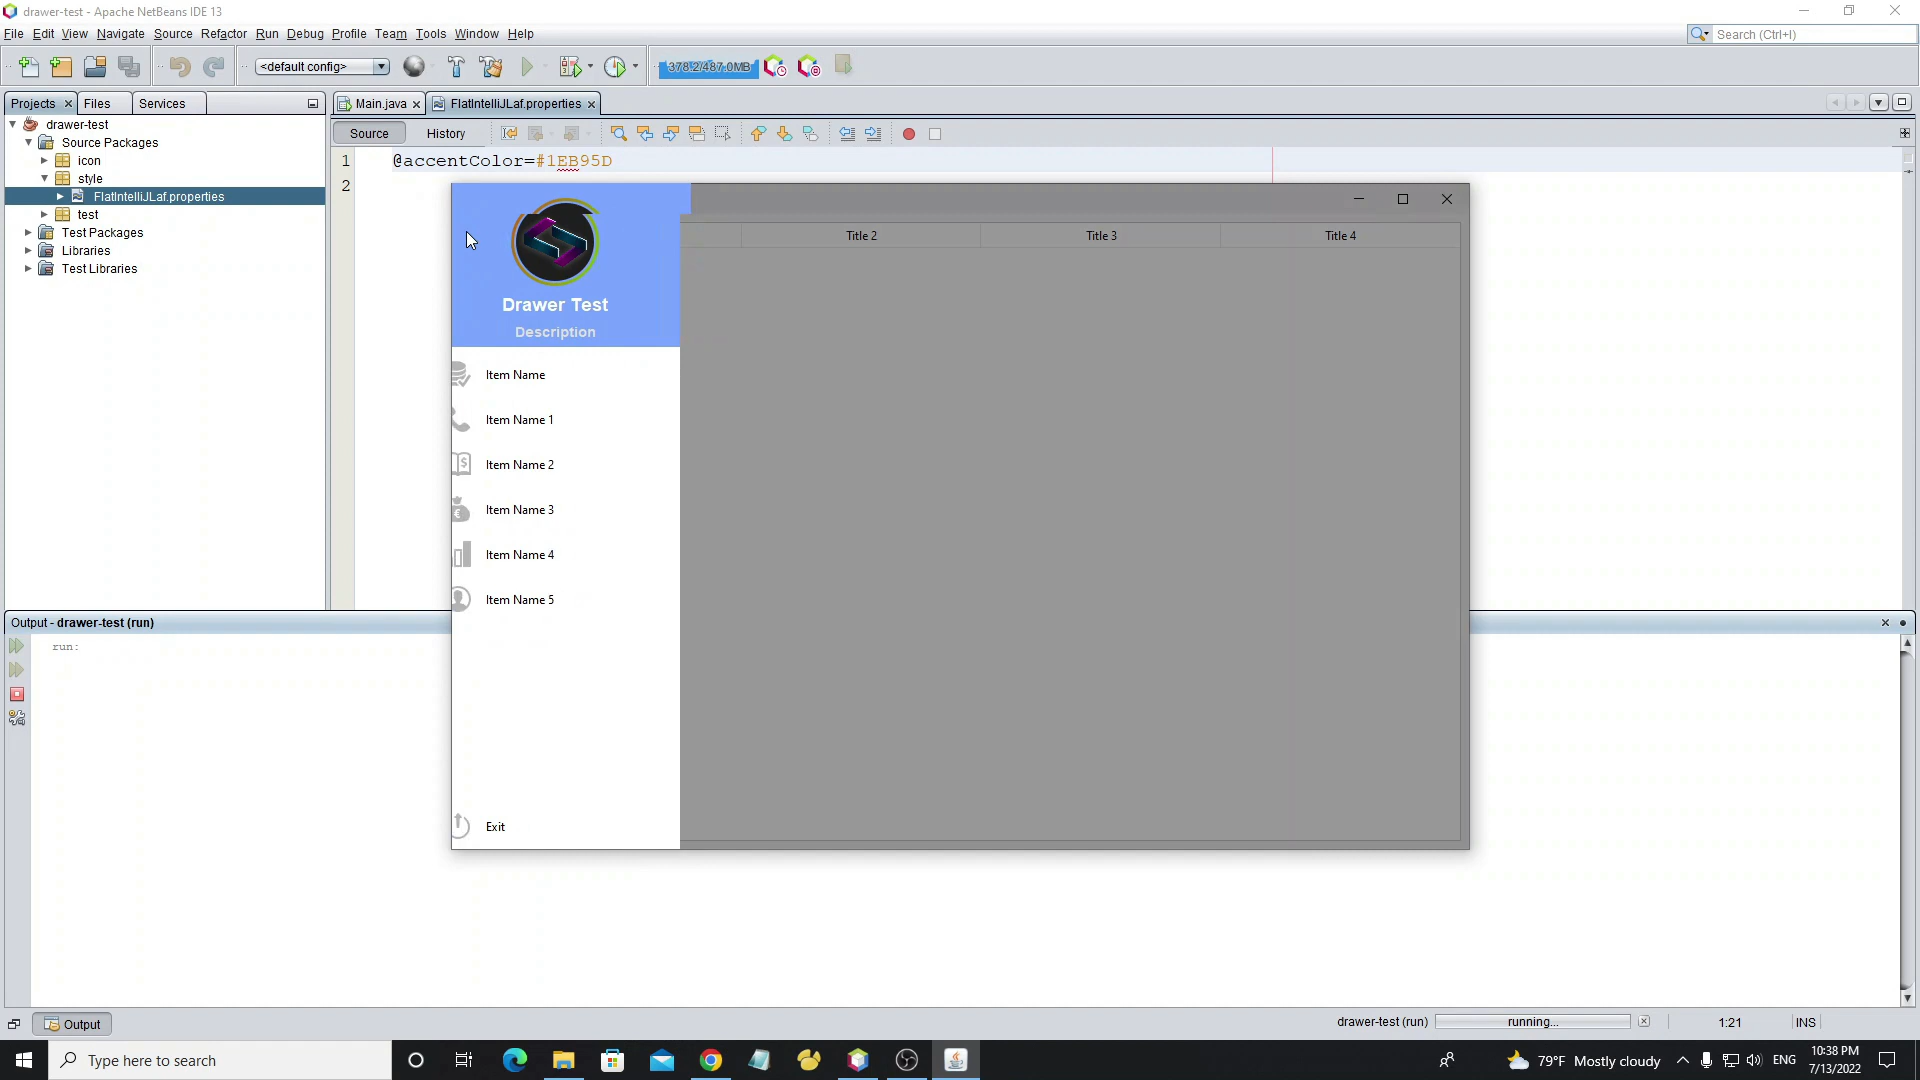 drawer-test - Apache NetBeans IDE 13
File Edit View Navigate Source Refactor Run Debug Profile Team Tools Window Help
Search (Ctrl+I)
<default config>
378.2/487.0MB
Projects Files Services
Main.java FlatIntelliJLaf.properties
drawer-test
Source Packages
icon
style
FlatIntelliJLaf.properties
test
Test Packages
Libraries
Test Libraries
Source History
1 @accentColor=#1EB95D
2
Title 2 Title 3 Title 4
Drawer Test
Description
Item Name
Item Name 1
Item Name 2
Item Name 3
Item Name 4
Item Name 5
Exit
Output - drawer-test (run)
run:
Output
drawer-test (run) running... 1:21 INS
Type here to search
79°F Mostly cloudy
ENG
10:38 PM
7/13/2022